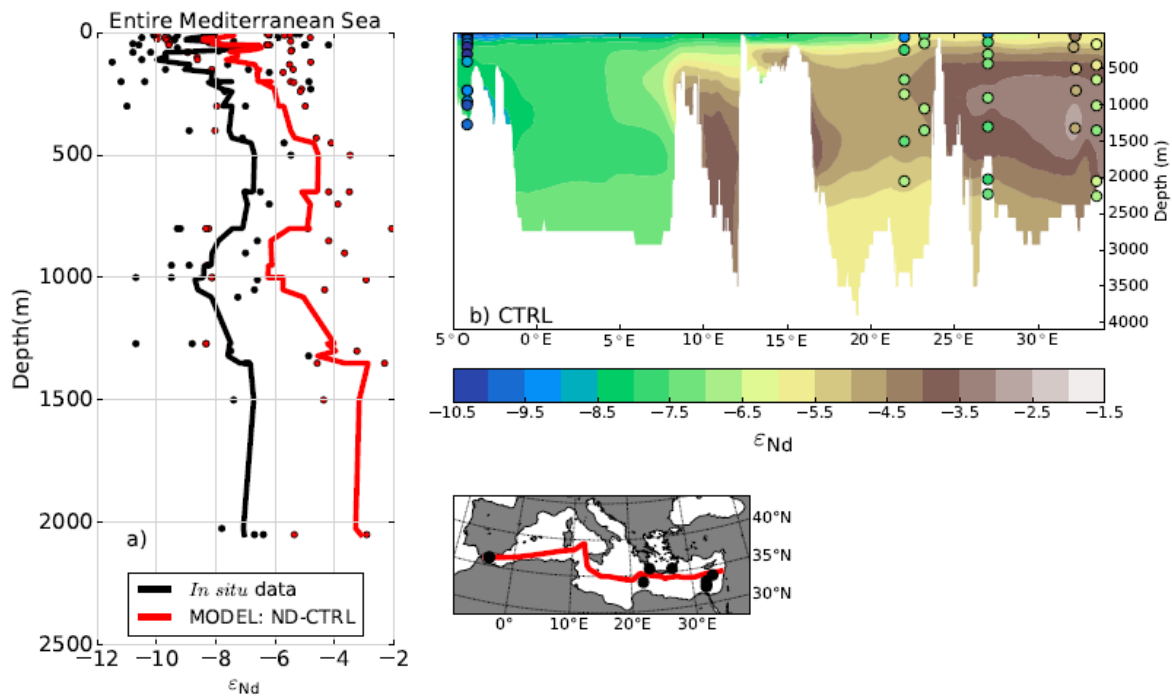 Entire Mediterranean Sea
0
500
1000
1500
2000
2500
Depth(m)
a)
In situ data
MODEL: ND-CTRL
−12
−10
−8
−6
−4
−2
εNd
b) CTRL
500
1000
1500
2000
2500
3000
3500
4000
Depth (m)
5°O
0°E
5°E
10°E
15°E
20°E
25°E
30°E
−10.5
−9.5
−8.5
−7.5
−6.5
−5.5
−4.5
−3.5
−2.5
−1.5
εNd
40°N
35°N
30°N
0°
10°E
20°E
30°E